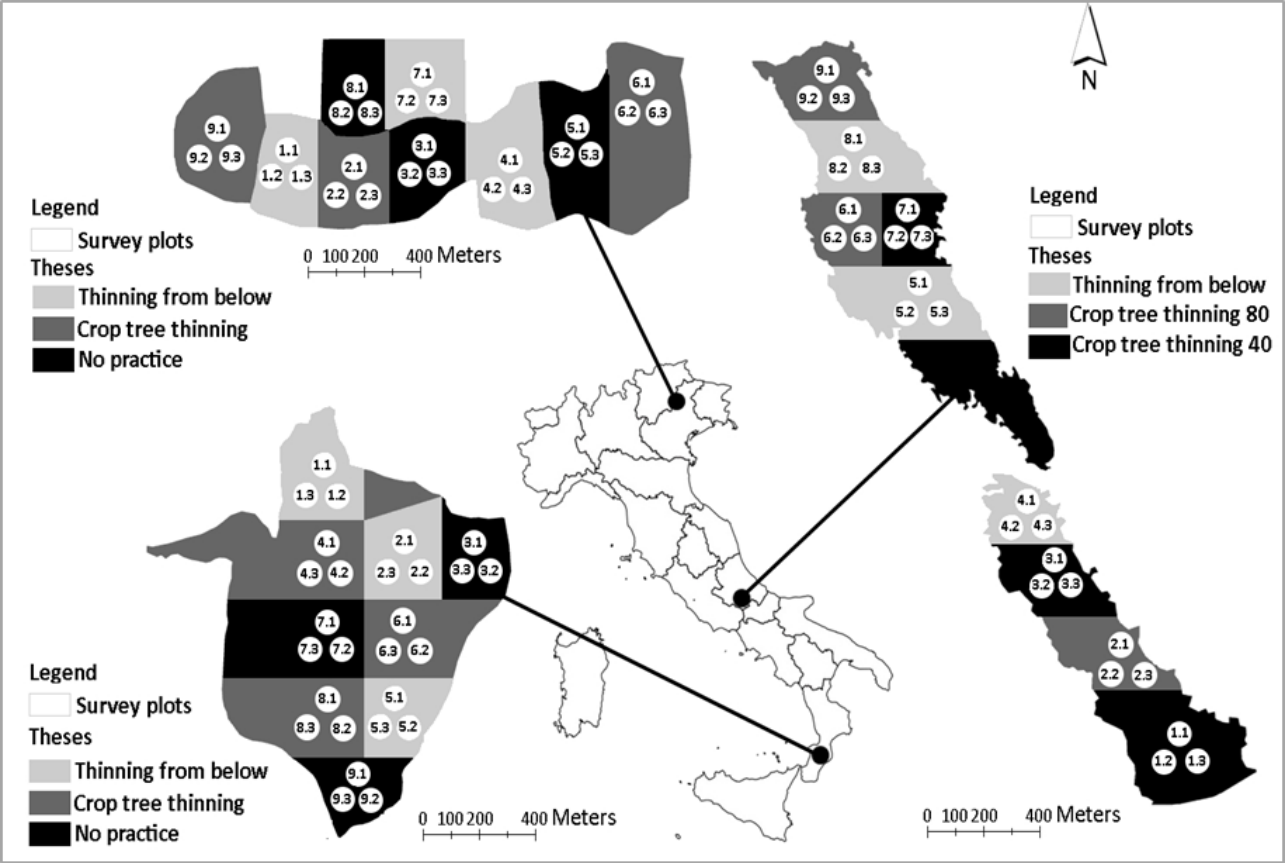 8.1
8.2 8.3
7.1
7.2 7.3
6.1
6.2 6.3
9.1
9.2 9.3
1.1
1.2 1.3
2.1
2.2 2.3
3.1
3.2 3.3
4.1
4.2 4.3
5.1
5.2 5.3
Legend
Survey plots
Theses
Thinning from below
Crop tree thinning
No practice
0 100 200 400 Meters
N
9.1
9.2 9.3
8.1
8.2 8.3
6.1
6.2 6.3
7.1
7.2 7.3
5.1
5.2 5.3
Legend
Survey plots
Theses
Thinning from below
Crop tree thinning 80
Crop tree thinning 40
4.1
4.2 4.3
3.1
3.2 3.3
2.1
2.2 2.3
1.1
1.2 1.3
0 100 200 400 Meters
1.1
1.3 1.2
4.1
4.3 4.2
2.1
2.3 2.2
3.1
3.3 3.2
7.1
7.3 7.2
6.1
6.3 6.2
8.1
8.3 8.2
5.1
5.3 5.2
9.1
9.3 9.2
Legend
Survey plots
Theses
Thinning from below
Crop tree thinning
No practice
0 100 200 400 Meters